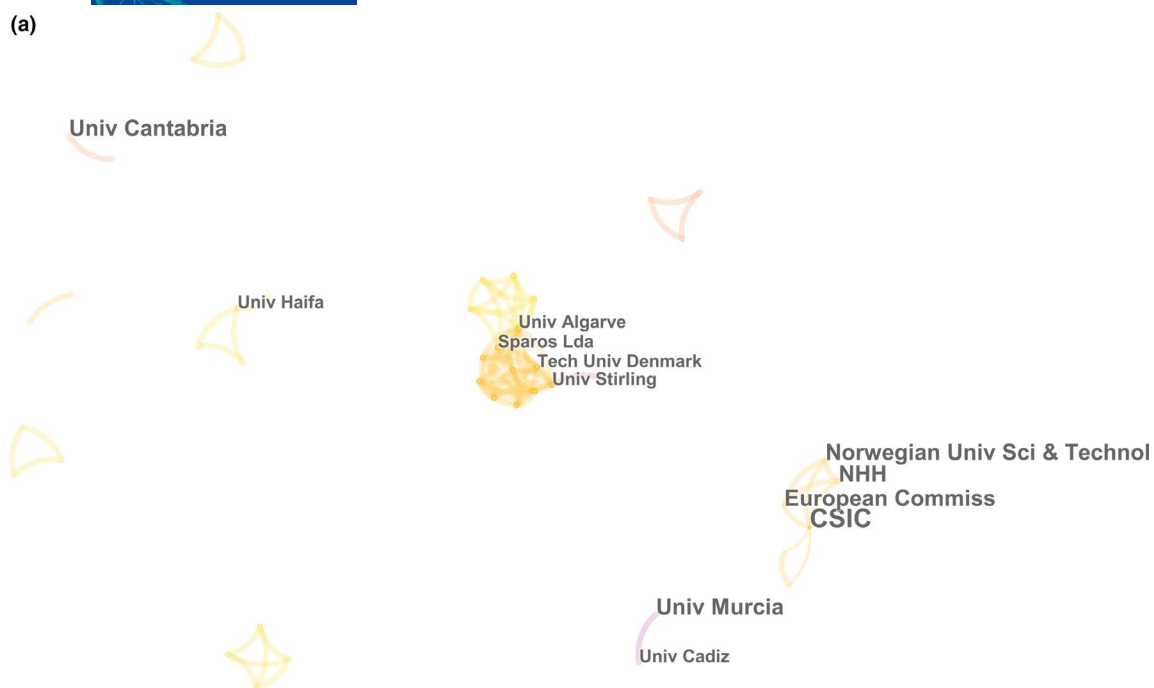 (a)
Univ Cantabria
Univ Haifa
Univ Algarve
Sparos Lda
Tech Univ Denmark
Univ Stirling
Norwegian Univ Sci & Technol
NHH
European Commiss
CSIC
Univ Murcia
Univ Cadiz